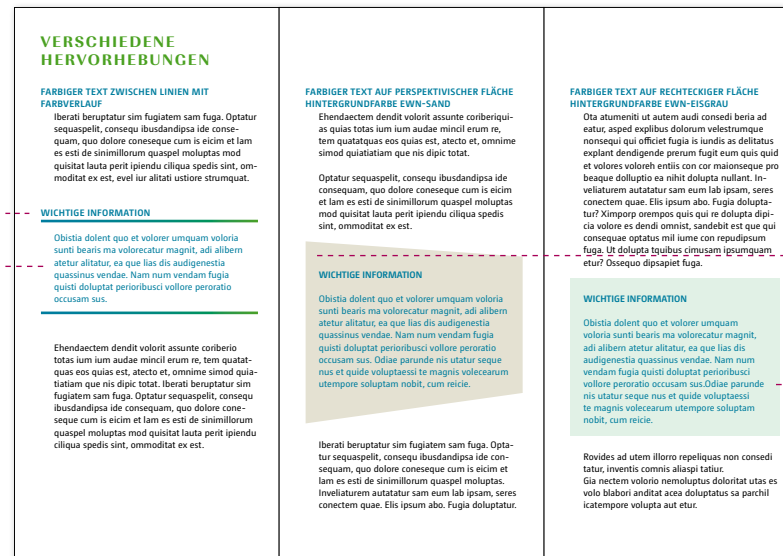 VERSCHIEDENE
HERVORHEBUNGEN
FARBIGER TEXT ZWISCHEN LINIEN MIT
FARBVERLAUF
Iberati beruptatur sim fugiatem sam fuga. Optatur
sequaspelit, consequ ibusdandipsa ide conse-
quam, quo dolore coneseque cum is eicim et lam
es esti de sinimillorum quaspel moluptas mod
quisitat lauta perit ipiendu ciliqua spedis sint, om-
moditat ex est, evel iur alitati ustiore strumquat.
WICHTIGE INFORMATION
Obistia dolent quo et volorer umquam voloria
sunti bearis ma volorecatur magnit, adi alibern
atetur alitatur, ea que lias dis audigenestia
quassinus vendae. Nam num vendam fugia
quisti doluptat perioribusci vollore peroratio
occusam sus.
Ehendaectem dendit volorit assunte coriberio
totas ium ium audae mincil erum re, tem quatat-
quas eos quias est, atecto et, omnime simod quia-
tiatiam que nis dipic totat. Iberati beruptatur sim
fugiatem sam fuga. Optatur sequaspelit, consequ
ibusdandipsa ide consequam, quo dolore cone-
seque cum is eicim et lam es esti de sinimillorum
quaspel moluptas mod quisitat lauta perit ipiendu
ciliqua spedis sint, ommoditat ex est.
FARBIGER TEXT AUF PERSPEKTIVISCHER FLÄCHE
HINTERGRUNDFARBE EWN-SAND
Ehendaectem dendit volorit assunte coriberiqui-
as quias totas ium ium audae mincil erum re,
tem quatatquas eos quias est, atecto et, omnime
simod quiatiatiam que nis dipic totat.
Optatur sequaspelit, consequ ibusdandipsa ide
consequam, quo dolore coneseque cum is eicim
et lam es esti de sinimillorum quaspel moluptas
mod quisitat lauta perit ipiendu ciliqua spedis
sint, ommoditat ex est.
WICHTIGE INFORMATION
Obistia dolent quo et volorer umquam voloria
sunti bearis ma volorecatur magnit, adi alibern
atetur alitatur, ea que lias dis audigenestia
quassinus vendae. Nam num vendam fugia
quisti doluptat perioribusci vollore peroratio
occusam sus. Odiae parunde nis utatur seque
nus et quide voluptaessi te magnis volecearum
utempore soluptam nobit, cum reicie.
Iberati beruptatur sim fugiatem sam fuga. Opta-
tur sequaspelit, consequ ibusdandipsa ide con-
sequam, quo dolore coneseque cum is eicim et
lam es esti de sinimillorum quaspel moluptas.
Inveliaturem autatatur sam eum lab ipsam, seres
conectem quae. Elis ipsum abo. Fugia doluptatur.
FARBIGER TEXT AUF RECHTECKIGER FLÄCHE
HINTERGRUNDFARBE EWN-EISGRAU
Ota atumeniti ut autem audi consedi beria ad
eatur, asped explibus dolorum velestrumque
nonsequi qui officiet fugia is iundis as delitatus
explant dendigende prerum fugit eum quis quid
et volores voloreh entiis con cor maionseque pro
beaque dolluptio ea nihit dolupta nullant. In-
veliaturem autatatur sam eum lab ipsam, seres
conectem quae. Elis ipsum abo. Fugia dolupta-
tur? Ximporp orempos quis qui re dolupta dipi-
cia volore es dendi omnist, sandebit est que qui
consequae optatus mil iume con repudipsum
fuga. Ut dolupta tquibus cimusam ipsumquam
etur? Ossequo dipsapiet fuga.
WICHTIGE INFORMATION
Obistia dolent quo et volorer umquam
voloria sunti bearis ma volorecatur magnit,
adi alibern atetur alitatur, ea que lias dis
audigenestia quassinus vendae. Nam num
vendam fugia quisti doluptat perioribusci
vollore peroratio occusam sus.Odiae parunde
nis utatur seque nus et quide voluptaessi
te magnis volecearum utempore soluptam
nobit, cum reicie.
Rovides ad utem illorro repeliquas non consedi
tatur, inventis comnis aliaspi tatiur.
Gia nectem volorio nemoluptus doloritat utas es
volo blabori anditat acea doluptatus sa parchil
icatempore volupta aut etur.